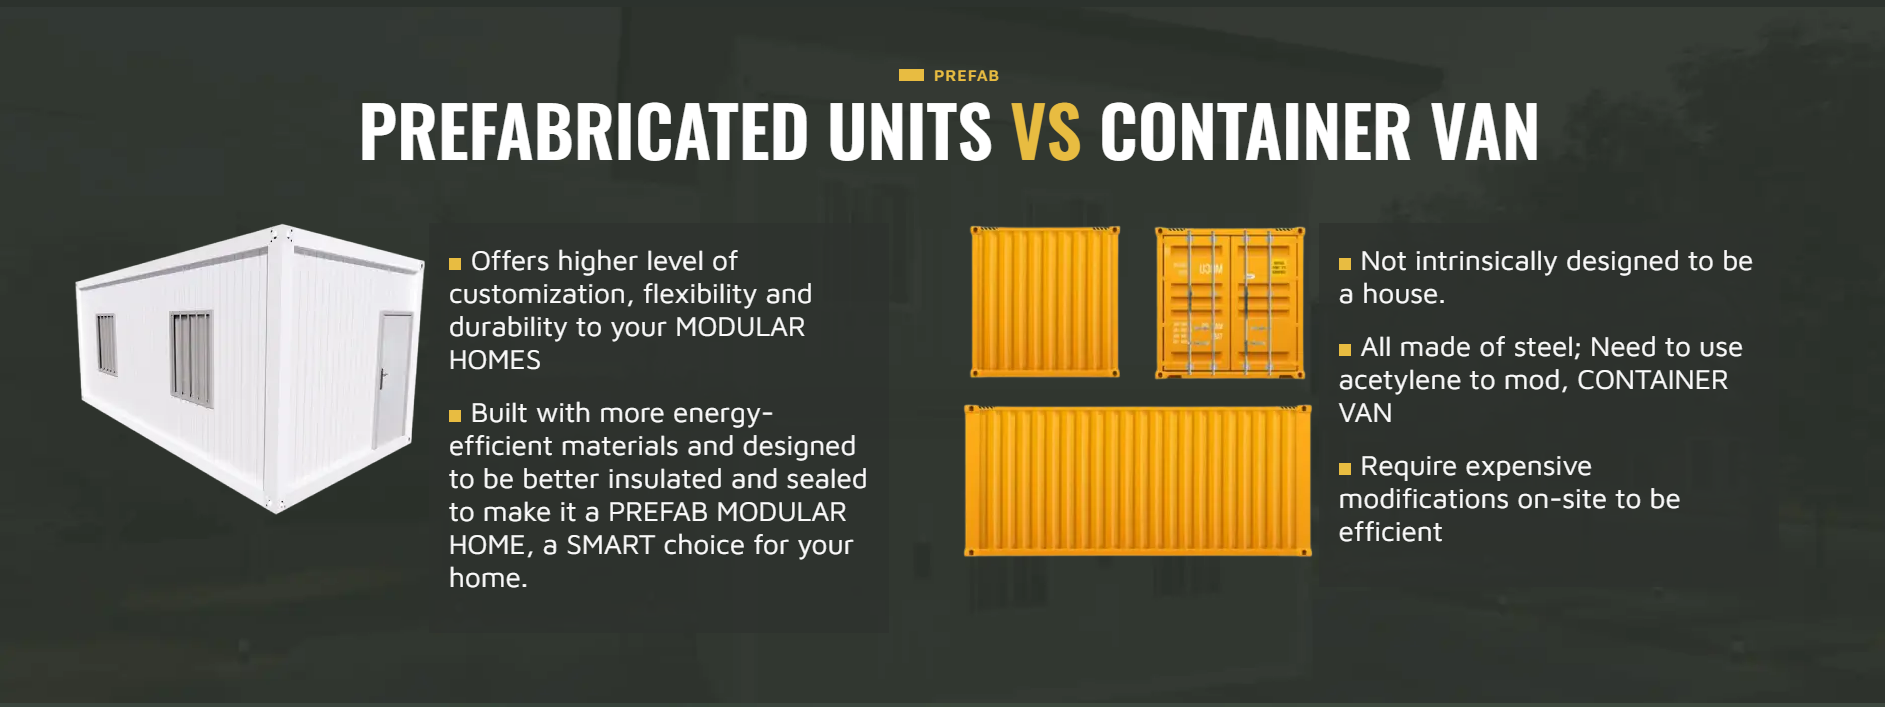 PREFAB
PREFABRICATED UNITS VS CONTAINER VAN
Offers higher level of
customization, flexibility and
durability to your MODULAR
HOMES
Built with more energy-
efficient materials and designed
to be better insulated and sealed
to make it a PREFAB MODULAR
HOME, a SMART choice for your
home.
Not intrinsically designed to be
a house.
All made of steel; Need to use
acetylene to mod, CONTAINER
VAN
Require expensive
modifications on-site to be
efficient